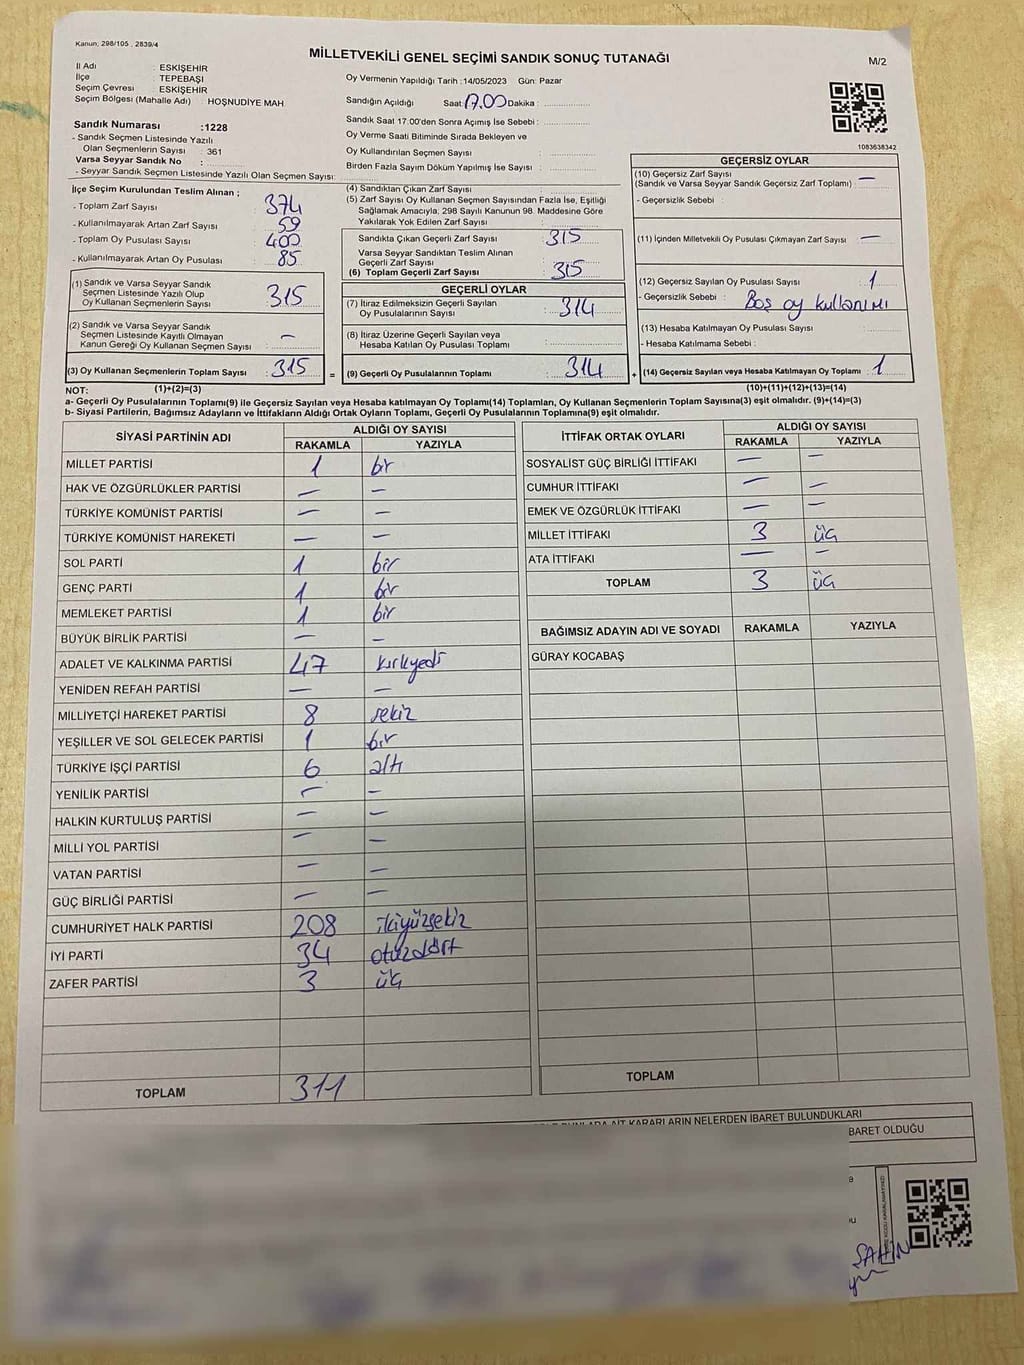 Kanun; 298/105 , 2839/4
MİLLETVEKİLİ GENEL SEÇİMİ SANDIK SONUÇ TUTANAĞI
M/2
İl Adı : ESKİŞEHİR
İlçe : TEPEBAŞI
Seçim Çevresi : ESKİŞEHİR
Seçim Bölgesi (Mahalle Adı) : HOŞNUDİYE MAH.
Sandık Numarası : 1228
- Sandık Seçmen Listesinde Yazılı
Olan Seçmenlerin Sayısı : 361
Varsa Seyyar Sandık No :
- Seyyar Sandık Seçmen Listesinde Yazılı Olan Seçmen Sayısı:
Oy Vermenin Yapıldığı Tarih :14/05/2023 Gün: Pazar
Sandığın Açıldığı Saat: 17.00 Dakika :
Sandık Saat 17.00'den Sonra Açımış İse Sebebi :
Oy Verme Saati Bitiminde Sırada Bekleyen ve
Oy Kullandırılan Seçmen Sayısı :
Birden Fazla Sayım Döküm Yapılmış İse Sayısı :
1083638342
İlçe Seçim Kurulundan Teslim Alınan ;
- Toplam Zarf Sayısı : 374
- Kullanılmayarak Artan Zarf Sayısı : 59
- Toplam Oy Pusulası Sayısı : 400
- Kullanılmayarak Artan Oy Pusulası : 85
(1) Sandık ve Varsa Seyyar Sandık
Seçmen Listesinde Yazılı Olup
Oy Kullanan Seçmenlerin Sayısı : 315
(2) Sandık ve Varsa Seyyar Sandık
Seçmen Listesinde Kayıtlı Olmayan
Kanun Gereği Oy Kullanan Seçmen Sayısı : —
(3) Oy Kullanan Seçmenlerin Toplam Sayısı : 315
(4) Sandıktan Çıkan Zarf Sayısı :
(5) Zarf Sayısı Oy Kullanan Seçmen Sayısından Fazla İse, Eşitliği
Sağlamak Amacıyla; 298 Sayılı Kanunun 98. Maddesine Göre
Yakılarak Yok Edilen Zarf Sayısı :
Sandıkta Çıkan Geçerli Zarf Sayısı : 315
Varsa Seyyar Sandıktan Teslim Alınan
Geçerli Zarf Sayısı :
(6) Toplam Geçerli Zarf Sayısı : 315
GEÇERLİ OYLAR
(7) İtiraz Edilmeksizin Geçerli Sayılan
Oy Pusulalarının Sayısı : 314
(8) İtiraz Üzerine Geçerli Sayılan veya
Hesaba Katılan Oy Pusulası Toplamı :
= (9) Geçerli Oy Pusulalarının Toplamı : 314
GEÇERSİZ OYLAR
(10) Geçersiz Zarf Sayısı
(Sandık ve Varsa Seyyar Sandık Geçersiz Zarf Toplamı) : —
- Geçersizlik Sebebi :
(11) İçinden Milletvekili Oy Pusulası Çıkmayan Zarf Sayısı : —
(12) Geçersiz Sayılan Oy Pusulası Sayısı : 1
- Geçersizlik Sebebi : Boş oy kullanımı
(13) Hesaba Katılmayan Oy Pusulası Sayısı :
- Hesaba Katılmama Sebebi :
+ (14) Geçersiz Sayılan veya Hesaba Katılmayan Oy Toplamı : 1
NOT: (1)+(2)=(3) (10)+(11)+(12)+(13)=(14)
a- Geçerli Oy Pusulalarının Toplamı(9) ile Geçersiz Sayılan veya Hesaba katılmayan Oy Toplamı(14) Toplamları, Oy Kullanan Seçmenlerin Toplam Sayısına(3) eşit olmalıdır. (9)+(14)=(3)
b- Siyasi Partilerin, Bağımsız Adayların ve İttifakların Aldığı Ortak Oyların Toplamı, Geçerli Oy Pusulalarının Toplamına(9) eşit olmalıdır.
SİYASİ PARTİNİN ADI ALDIĞI OY SAYISI
RAKAMLA YAZIYLA
MİLLET PARTİSİ 1 bir
HAK VE ÖZGÜRLÜKLER PARTİSİ — —
TÜRKİYE KOMÜNİST PARTİSİ — —
TÜRKİYE KOMÜNİST HAREKETİ — —
SOL PARTİ 1 bir
GENÇ PARTİ 1 bir
MEMLEKET PARTİSİ 1 bir
BÜYÜK BİRLİK PARTİSİ — —
ADALET VE KALKINMA PARTİSİ 47 kırkyedi
YENİDEN REFAH PARTİSİ — —
MİLLİYETÇİ HAREKET PARTİSİ 8 sekiz
YEŞİLLER VE SOL GELECEK PARTİSİ 1 bir
TÜRKİYE İŞÇİ PARTİSİ 6 altı
YENİLİK PARTİSİ — —
HALKIN KURTULUŞ PARTİSİ — —
MİLLİ YOL PARTİSİ — —
VATAN PARTİSİ — —
GÜÇ BİRLİĞİ PARTİSİ — —
CUMHURİYET HALK PARTİSİ 208 ikiyüzsekiz
İYİ PARTİ 34 otuzdört
ZAFER PARTİSİ 3 üç
TOPLAM 311
İTTİFAK ORTAK OYLARI ALDIĞI OY SAYISI
RAKAMLA YAZIYLA
SOSYALİST GÜÇ BİRLİĞİ İTTİFAKI — —
CUMHUR İTTİFAKI — —
EMEK VE ÖZGÜRLÜK İTTİFAKI — —
MİLLET İTTİFAKI 3 üç
ATA İTTİFAKI — —
TOPLAM 3 üç
BAĞIMSIZ ADAYIN ADI VE SOYADI RAKAMLA YAZIYLA
GÜRAY KOCABAŞ
TOPLAM
KARARLARIN NELERDEN İBARET BULUNDUKLARI
BARET OLDUĞU
ŞAHİN